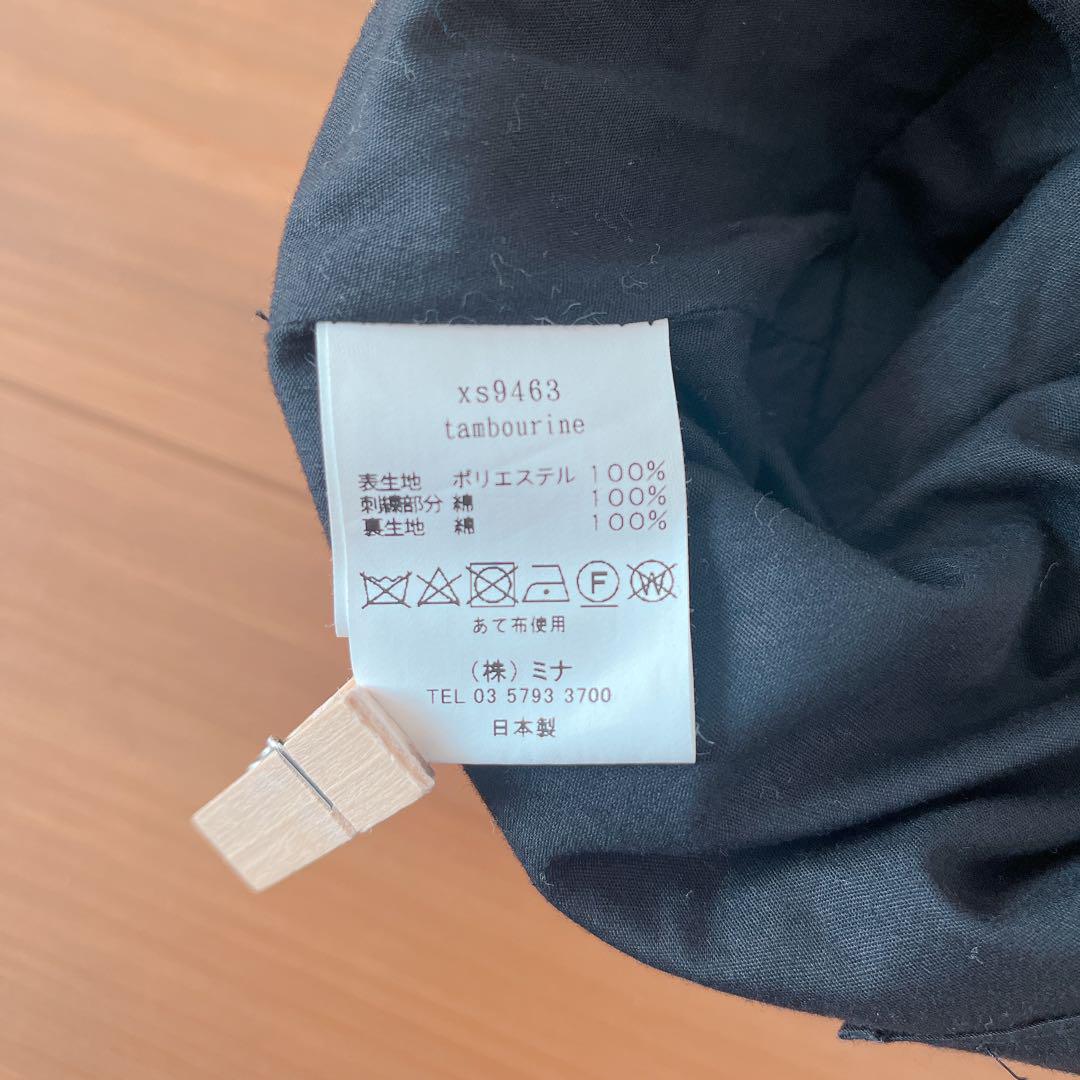 xs9463
tambourine
表生地 ポリエステル 100%
刺繍部分 綿 100%
裏生地 綿 100%
F W
あて布使用
(株)ミナ
TEL 03 5793 3700
日本製